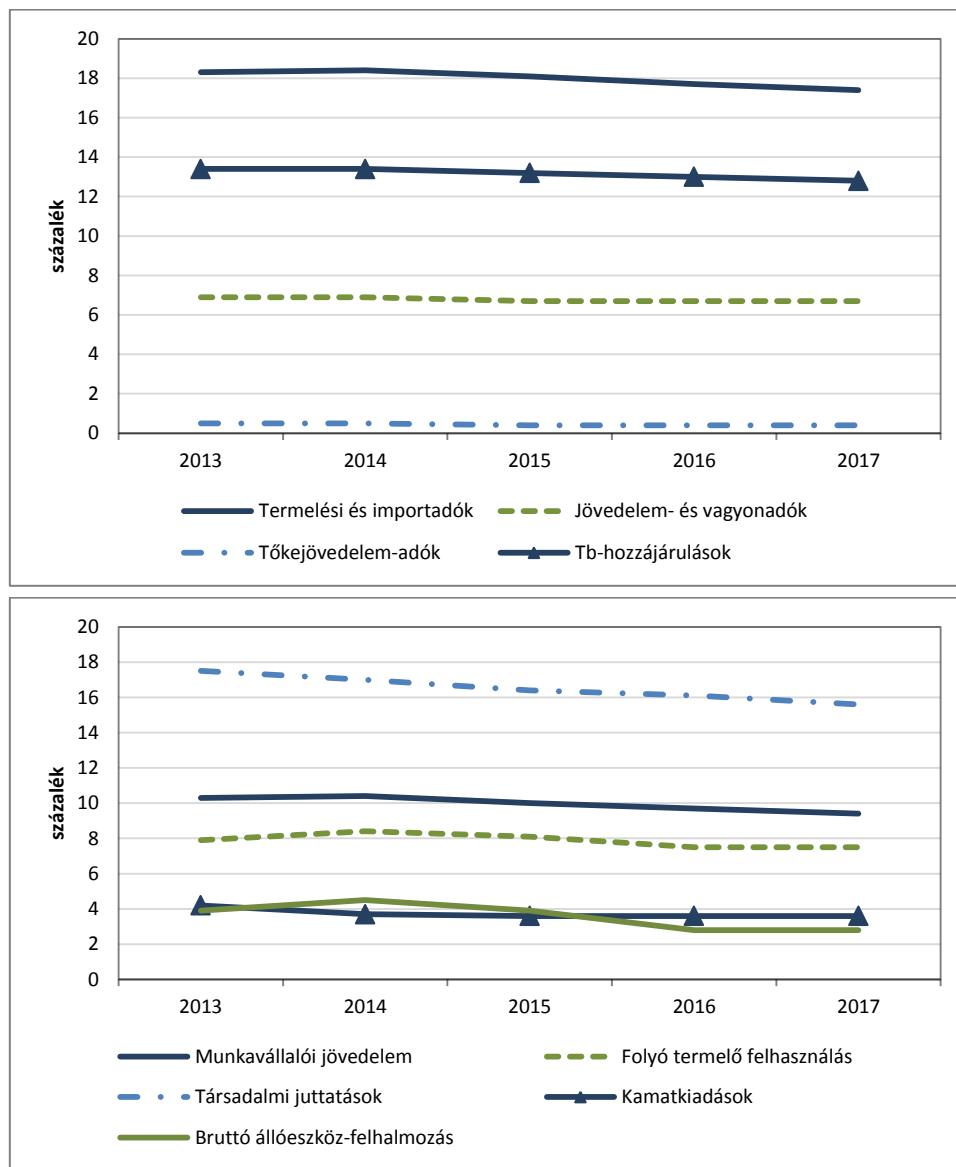 20
18
16
14
12
10
8
6
4
2
0
százalék
2013 2014 2015 2016 2017
Termelési és importadók Jövedelem- és vagyonadók
Tőkejövedelem-adók Tb-hozzájárulások
20
18
16
14
12
10
8
6
4
2
0
százalék
2013 2014 2015 2016 2017
Munkavállalói jövedelem Folyó termelő felhasználás
Társadalmi juttatások Kamatkiadások
Bruttó állóeszköz-felhalmozás